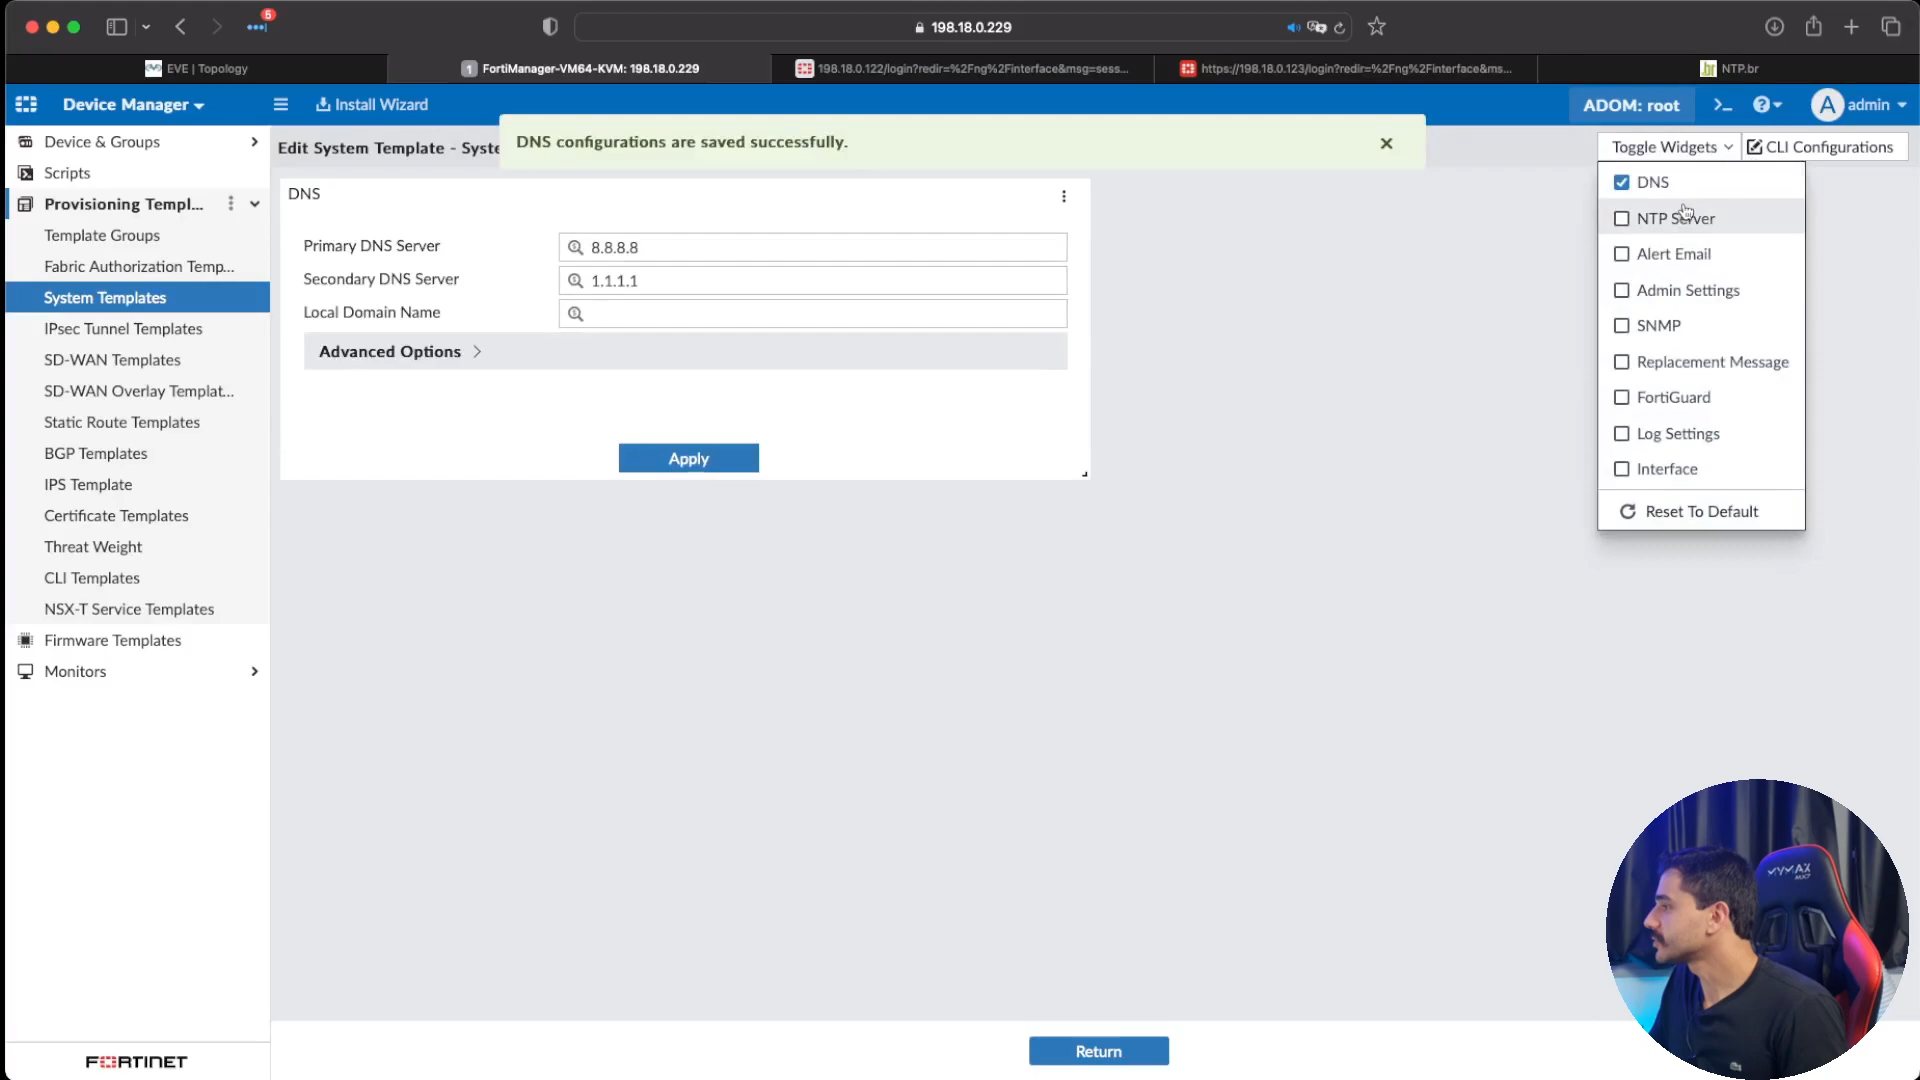 5
198.18.0.229
EVE | Topology
1 FortiManager-VM64-KVM: 198.18.0.229
198.18.0.122/login?redir=%2Fng%2Finterface&msg=sess...
https://198.18.0.123/login?redir=%2Fng%2Finterface&ms...
NTP.br
Device Manager
Install Wizard
ADOM: root
A admin
Device & Groups
Scripts
Provisioning Templ...
Template Groups
Fabric Authorization Temp...
System Templates
IPsec Tunnel Templates
SD-WAN Templates
SD-WAN Overlay Templat...
Static Route Templates
BGP Templates
IPS Template
Certificate Templates
Threat Weight
CLI Templates
NSX-T Service Templates
Firmware Templates
Monitors
FORTINET
Edit System Template - Syste
DNS configurations are saved successfully.
Toggle Widgets
CLI Configurations
DNS
Primary DNS Server
8.8.8.8
Secondary DNS Server
1.1.1.1
Local Domain Name
Advanced Options
Apply
DNS
NTP Server
Alert Email
Admin Settings
SNMP
Replacement Message
FortiGuard
Log Settings
Interface
Reset To Default
Return
MYMAX
MX7